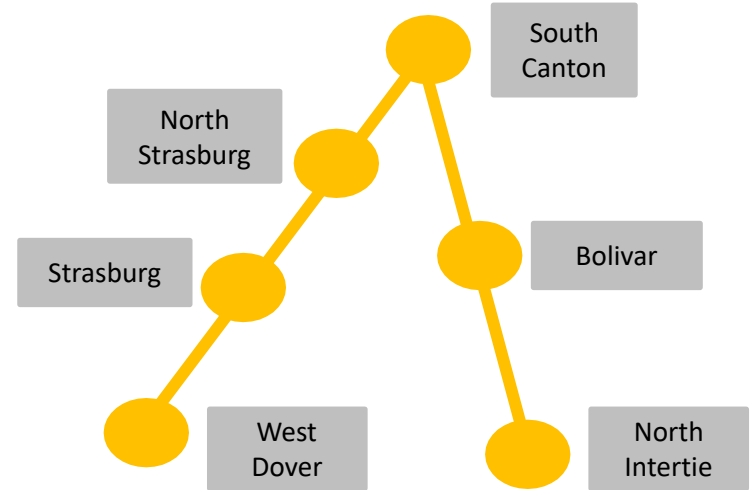 South
Canton
North
Strasburg
Strasburg
Bolivar
West
Dover
North
Intertie